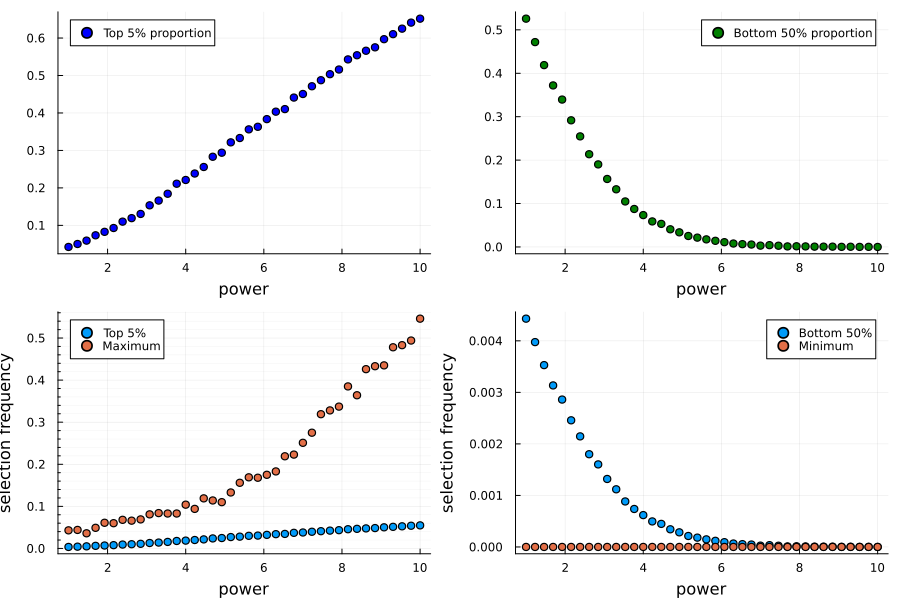 Top 5% proportion
0.6
0.5
0.4
0.3
0.2
0.1
2 4 6 8 10
power
Bottom 50% proportion
0.5
0.4
0.3
0.2
0.1
0.0
2 4 6 8 10
power
selection frequency
Top 5%
Maximum
0.5
0.4
0.3
0.2
0.1
0.0
2 4 6 8 10
power
selection frequency
Bottom 50%
Minimum
0.004
0.003
0.002
0.001
0.000
2 4 6 8 10
power